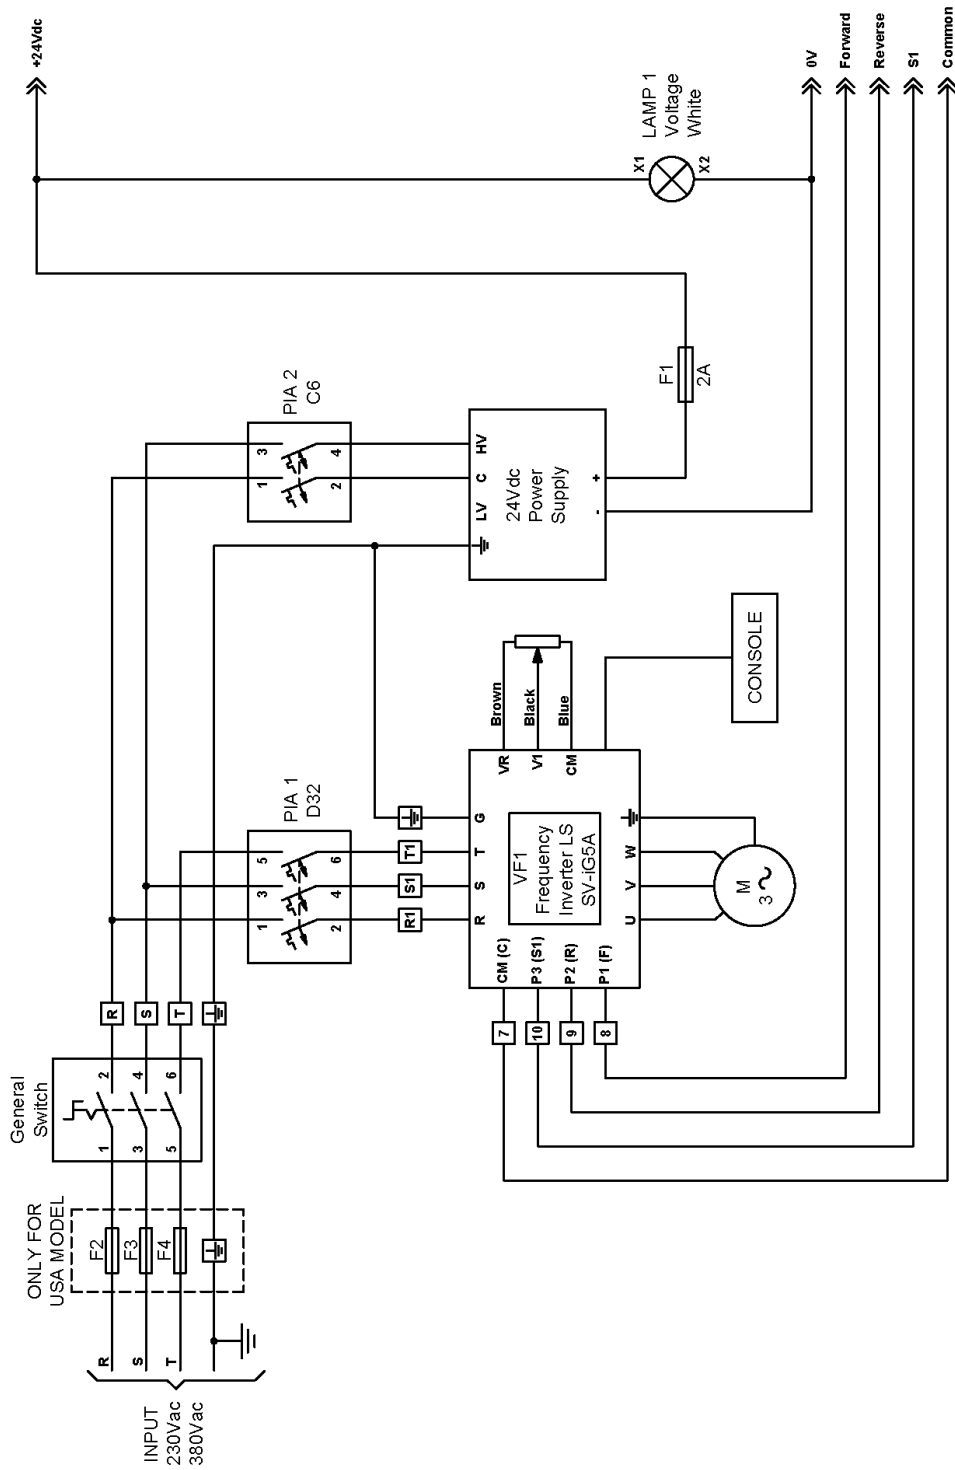 INPUT
230Vac
380Vac
R
S
T
ONLY FOR
USA MODEL
F2
F3
F4
General
Switch
1
2
3
4
5
6
R
S
T
PIA 1
D32
1
3
5
2
4
6
R1
S1
T1
PIA 2
C6
1
3
2
4
CM (C)
P3 (S1)
P2 (R)
P1 (F)
R
S
T
G
VF1
Frequency
Inverter LS
SV-iG5A
U
V
W
VR
V1
CM
7
10
9
8
M
3
Brown
Black
Blue
CONSOLE
LV
C
HV
24Vdc
Power
Supply
-
+
F1
2A
LAMP 1
Voltage
White
X1
X2
+24Vdc
0V
Forward
Reverse
S1
Common